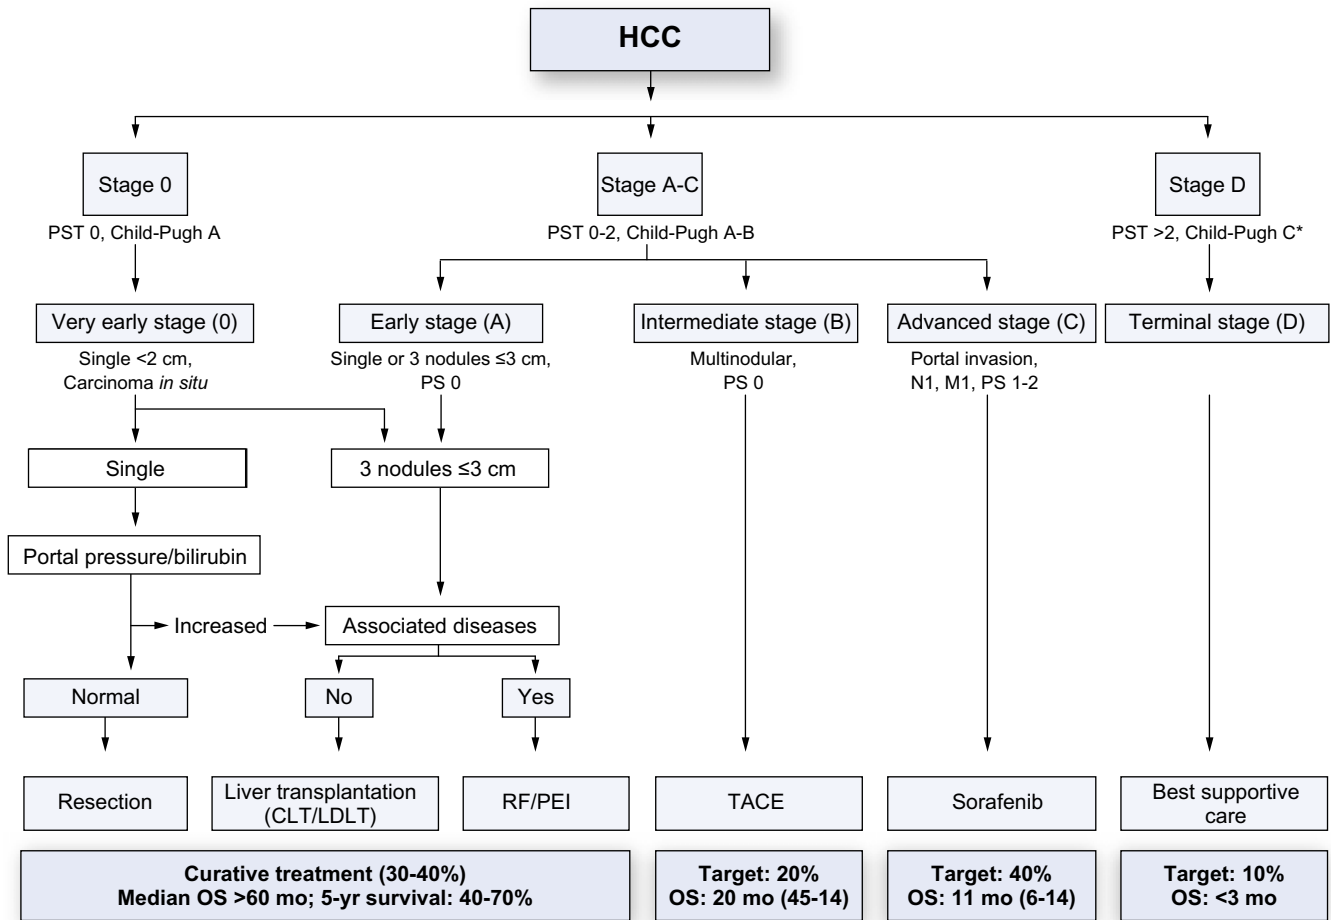 HCC
Stage 0
Stage A-C
Stage D
PST 0, Child-Pugh A
PST 0-2, Child-Pugh A-B
PST >2, Child-Pugh C*
Very early stage (0)
Early stage (A)
Intermediate stage (B)
Advanced stage (C)
Terminal stage (D)
Single <2 cm,
Carcinoma in situ
Single or 3 nodules ≤3 cm,
PS 0
Multinodular,
PS 0
Portal invasion,
N1, M1, PS 1-2
Single
3 nodules ≤3 cm
Portal pressure/bilirubin
Increased
Associated diseases
Normal
No
Yes
Resection
Liver transplantation
(CLT/LDLT)
RF/PEI
TACE
Sorafenib
Best supportive
care
Curative treatment (30-40%)
Median OS >60 mo; 5-yr survival: 40-70%
Target: 20%
OS: 20 mo (45-14)
Target: 40%
OS: 11 mo (6-14)
Target: 10%
OS: <3 mo